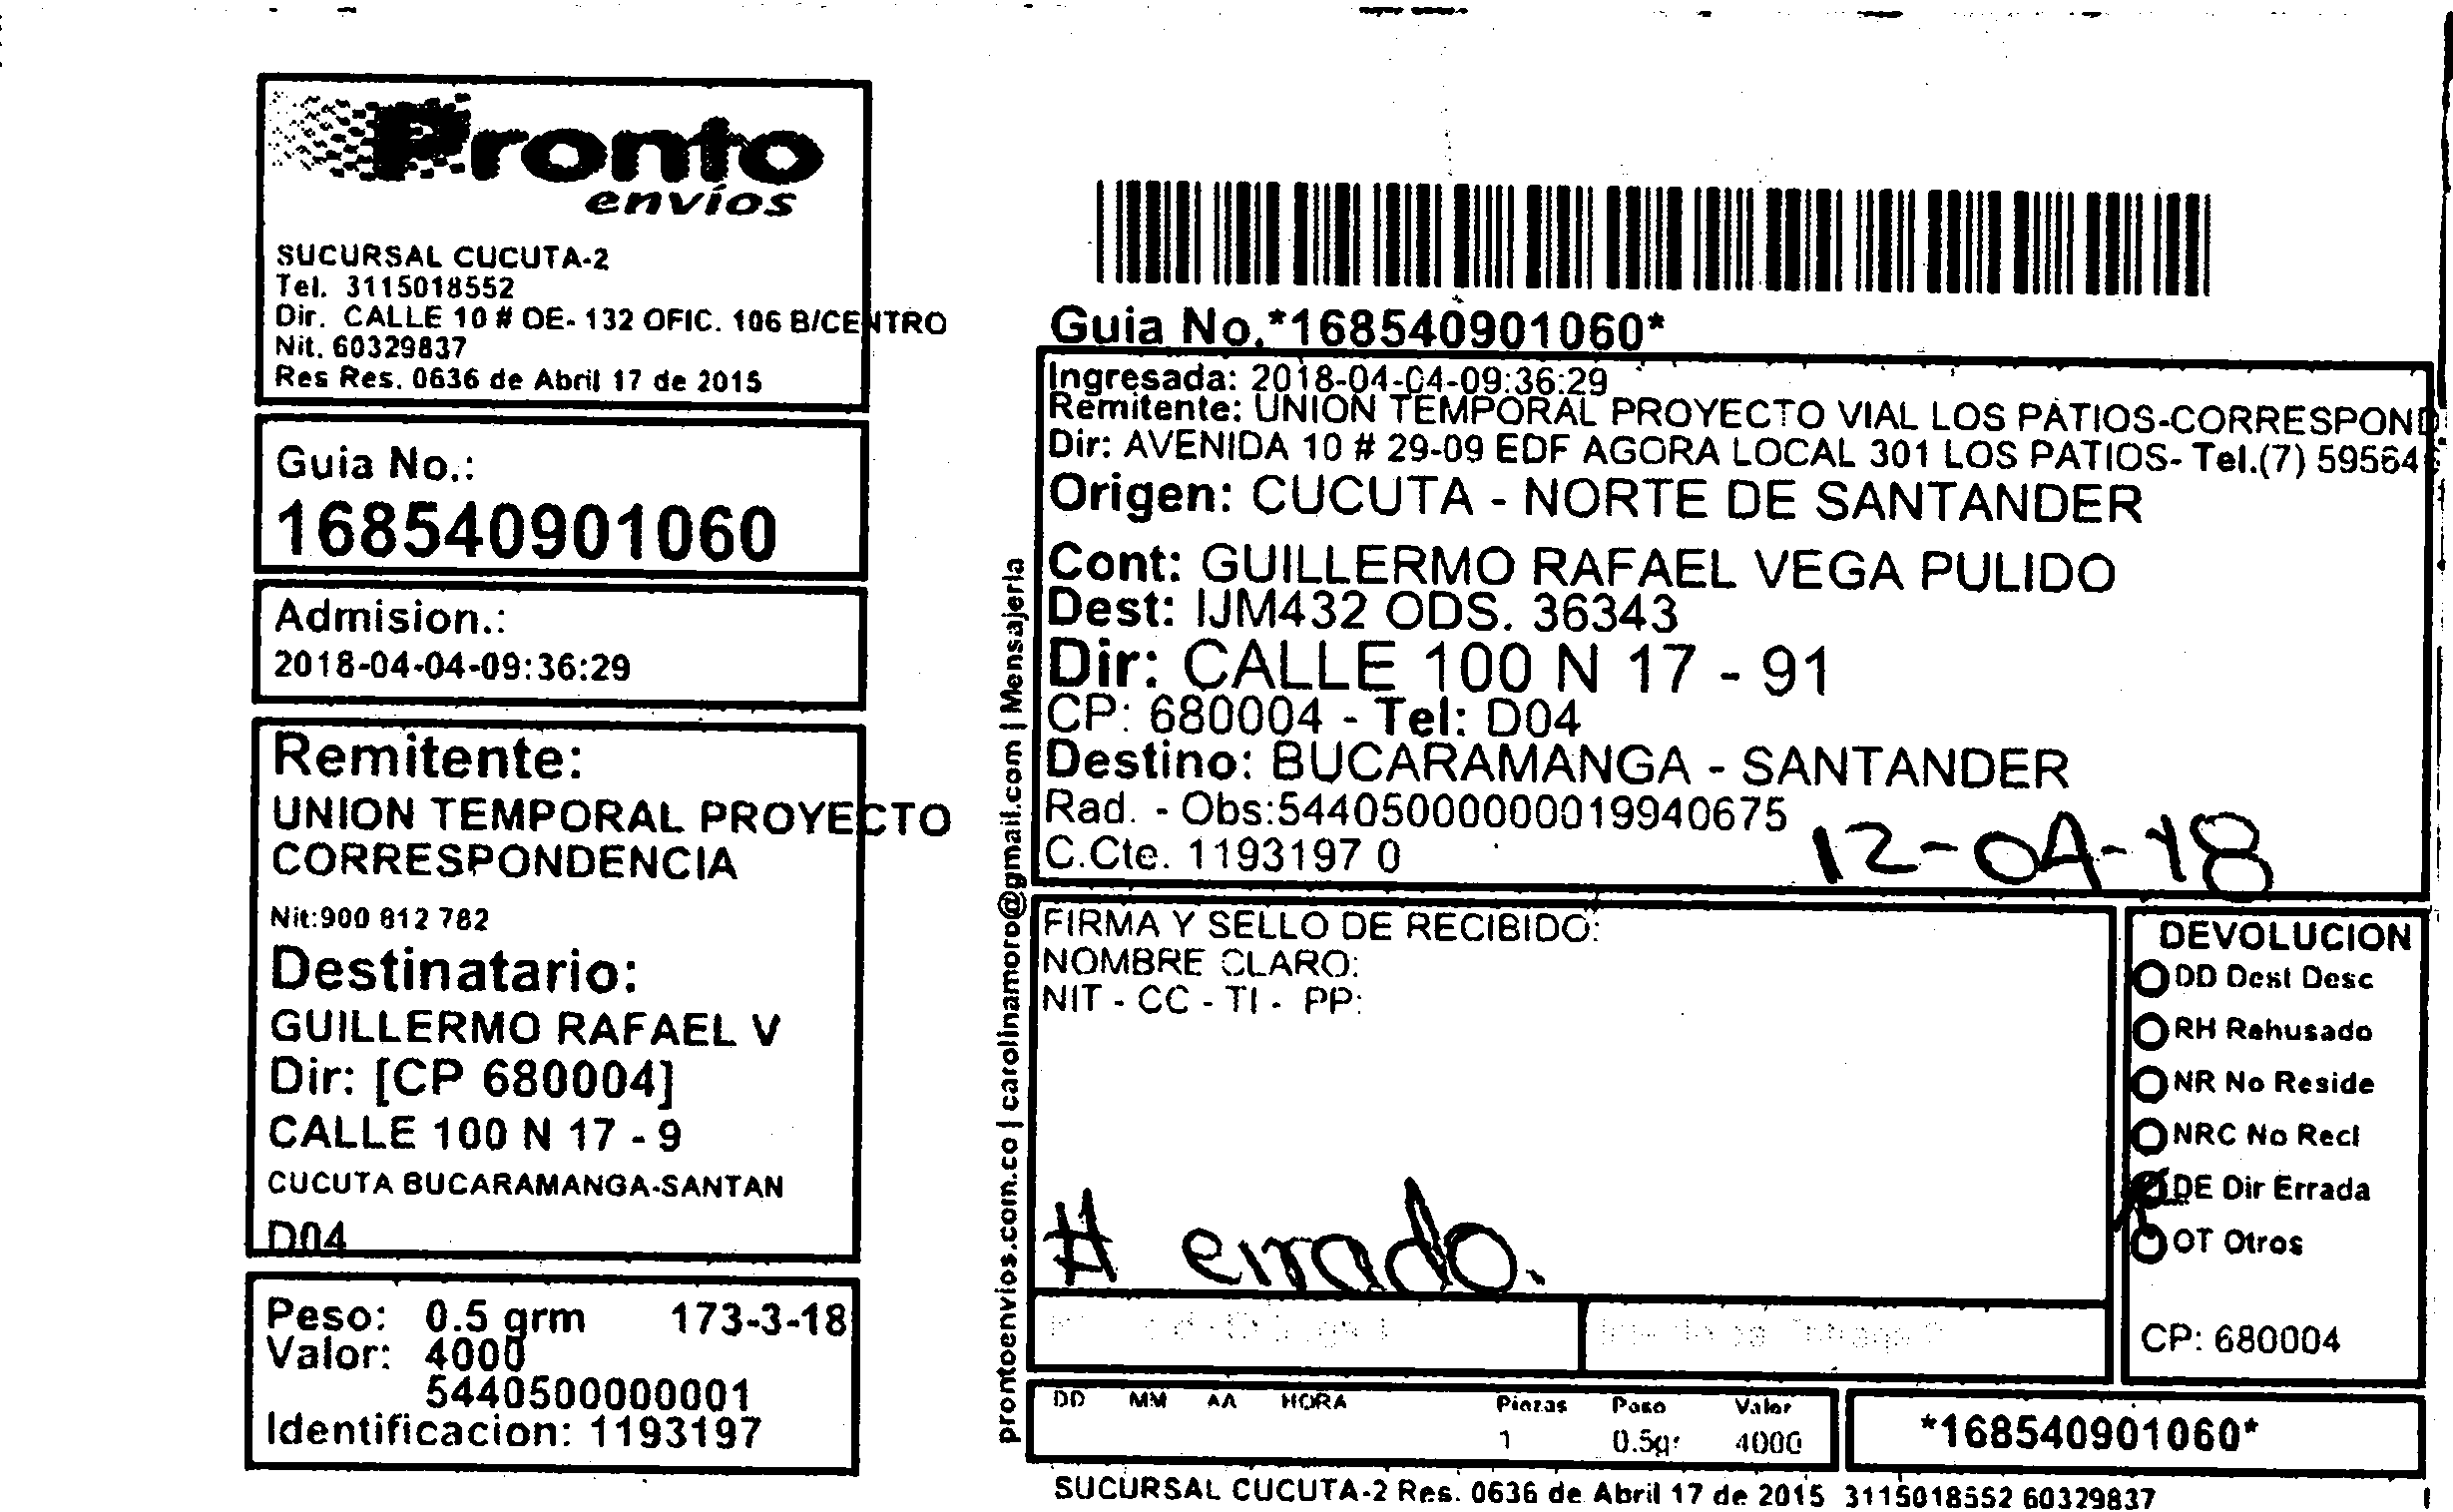 Pronto
envíos
SUCURSAL CUCUTA-2
Tel. 3115018552
Dir. CALLE 10 # OE- 132 OFIC. 106 B/CENTRO
Nit. 60329837
Res Res. 0636 de Abril 17 de 2015
Guia No.:
168540901060
Admision.:
2018-04-04-09:36:29
Remitente:
UNION TEMPORAL PROYECTO
CORRESPONDENCIA
Nit:900 812 782
Destinatario:
GUILLERMO RAFAEL V
Dir: [CP 680004]
CALLE 100 N 17 - 9
CUCUTA BUCARAMANGA-SANTAN
D04
Peso: 0.5 grm 173-3-18
Valor: 4000
5440500000001
Identificacion: 1193197
prontoenvios.com.co | carolinamoro@gmail.com | Mensajeria
Guia No.*168540901060*
Ingresada: 2018-04-04-09:36:29
Remitente: UNION TEMPORAL PROYECTO VIAL LOS PATIOS-CORRESPOND
Dir: AVENIDA 10 # 29-09 EDF AGORA LOCAL 301 LOS PATIOS- Tel.(7) 59564
Origen: CUCUTA - NORTE DE SANTANDER
Cont: GUILLERMO RAFAEL VEGA PULIDO
Dest: IJM432 ODS. 36343
Dir: CALLE 100 N 17 - 91
CP: 680004 - Tel: D04
Destino: BUCARAMANGA - SANTANDER
Rad. - Obs:544050000000019940675
C.Cte. 1193197 0
12-04-18
FIRMA Y SELLO DE RECIBIDO:
NOMBRE CLARO:
NIT - CC - TI - PP:
# errado.
DEVOLUCION
DD Dest Desc
RH Rehusado
NR No Reside
NRC No Recl
DE Dir Errada
OT Otros
CP: 680004
DD MM AA HORA Piezas Peso Valor
1 0.5gr 4000
*168540901060*
SUCURSAL CUCUTA-2 Res. 0636 de Abril 17 de 2015 3115018552 60329837